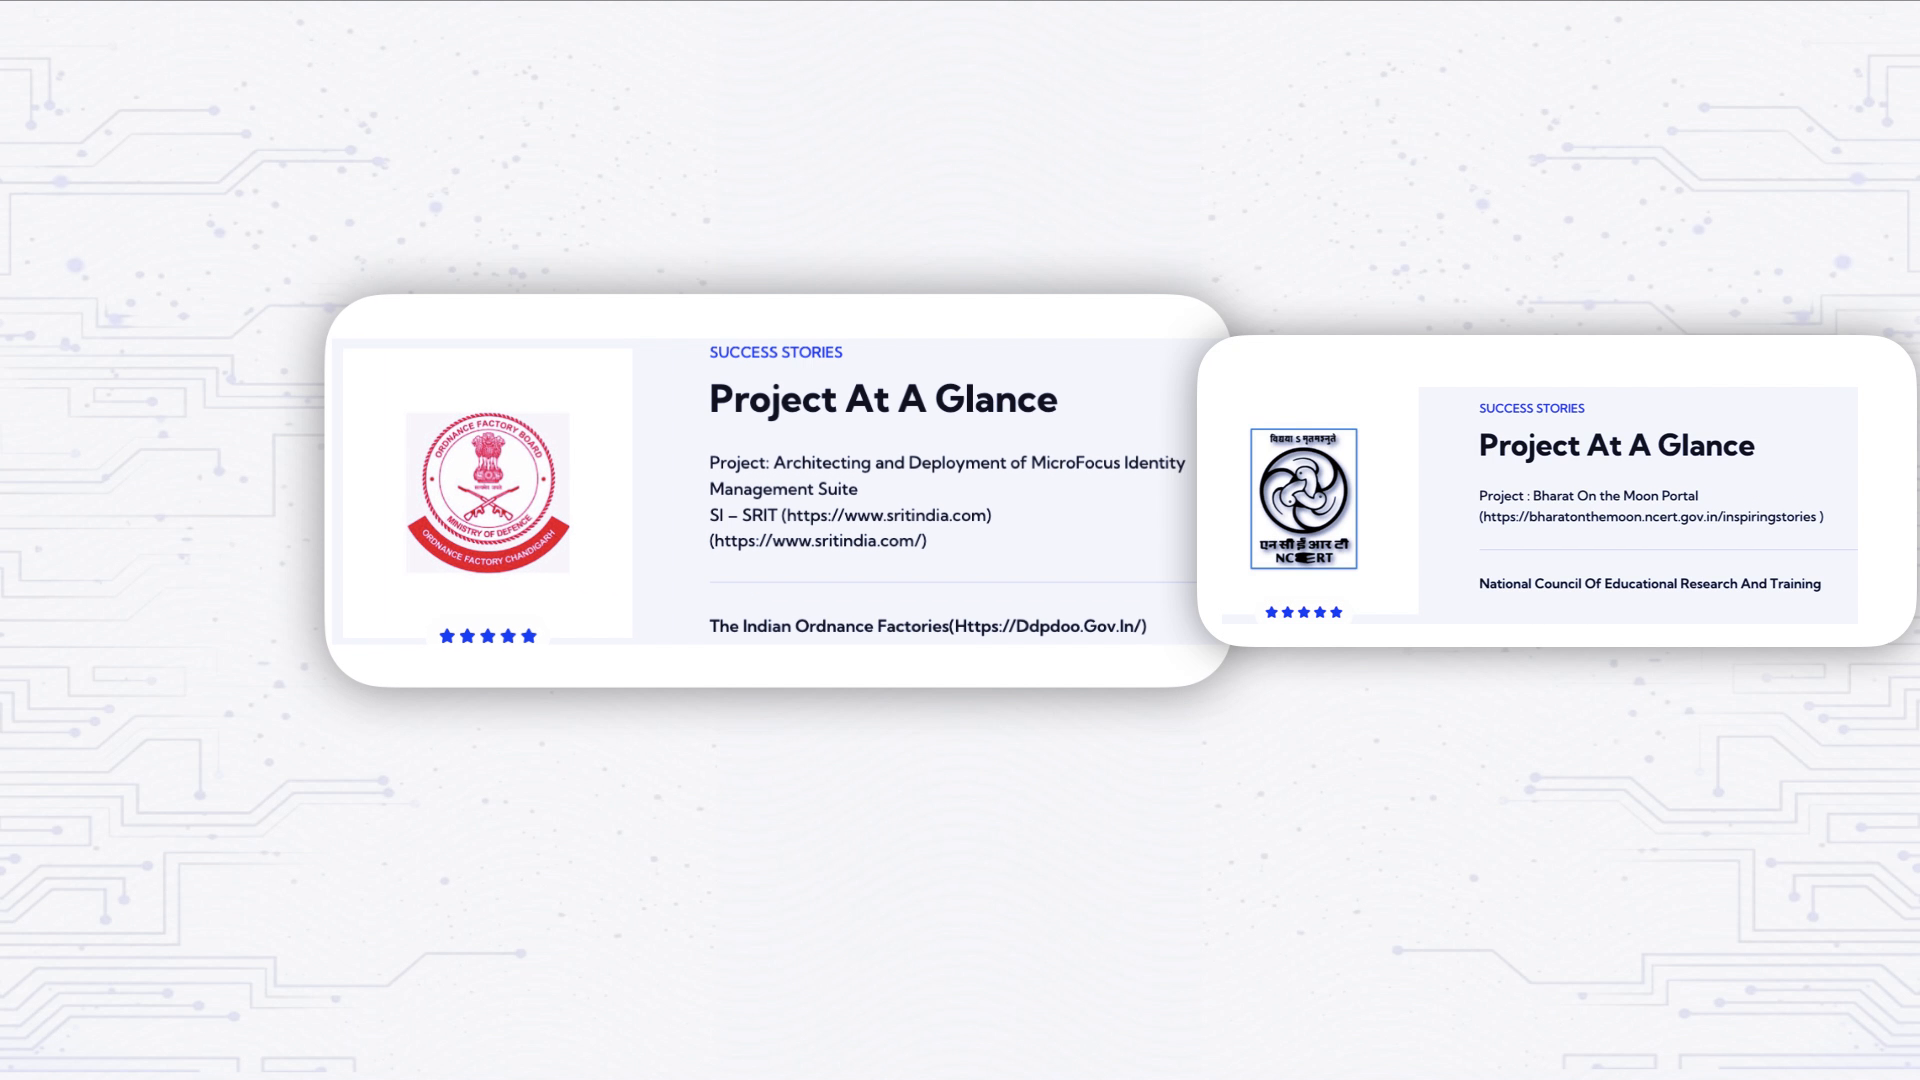 ORDNANCE FACTORY BOARD
MINISTRY OF DEFENCE
ORDNANCE FACTORY CHANDIGARH
SUCCESS STORIES
Project At A Glance
Project: Architecting and Deployment of MicroFocus Identity
Management Suite
SI – SRIT (https://www.sritindia.com)
(https://www.sritindia.com/)
The Indian Ordnance Factories(Https://Ddpdoo.Gov.In/)
विद्यया ऽ मृतमश्नुते
एन सी ई आर टी
NCERT
SUCCESS STORIES
Project At A Glance
Project : Bharat On the Moon Portal
(https://bharatonthemoon.ncert.gov.in/inspiringstories )
National Council Of Educational Research And Training